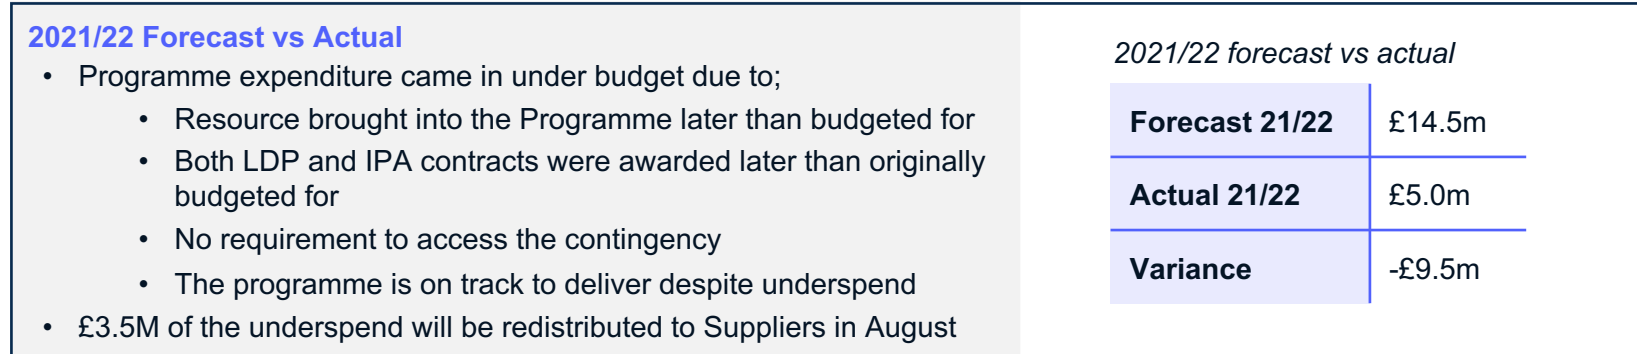 2021/22 Forecast vs Actual
• Programme expenditure came in under budget due to;
• Resource brought into the Programme later than budgeted for
• Both LDP and IPA contracts were awarded later than originally
budgeted for
• No requirement to access the contingency
• The programme is on track to deliver despite underspend
• £3.5M of the underspend will be redistributed to Suppliers in August
2021/22 forecast vs actual
Forecast 21/22 £14.5m
Actual 21/22 £5.0m
Variance -£9.5m